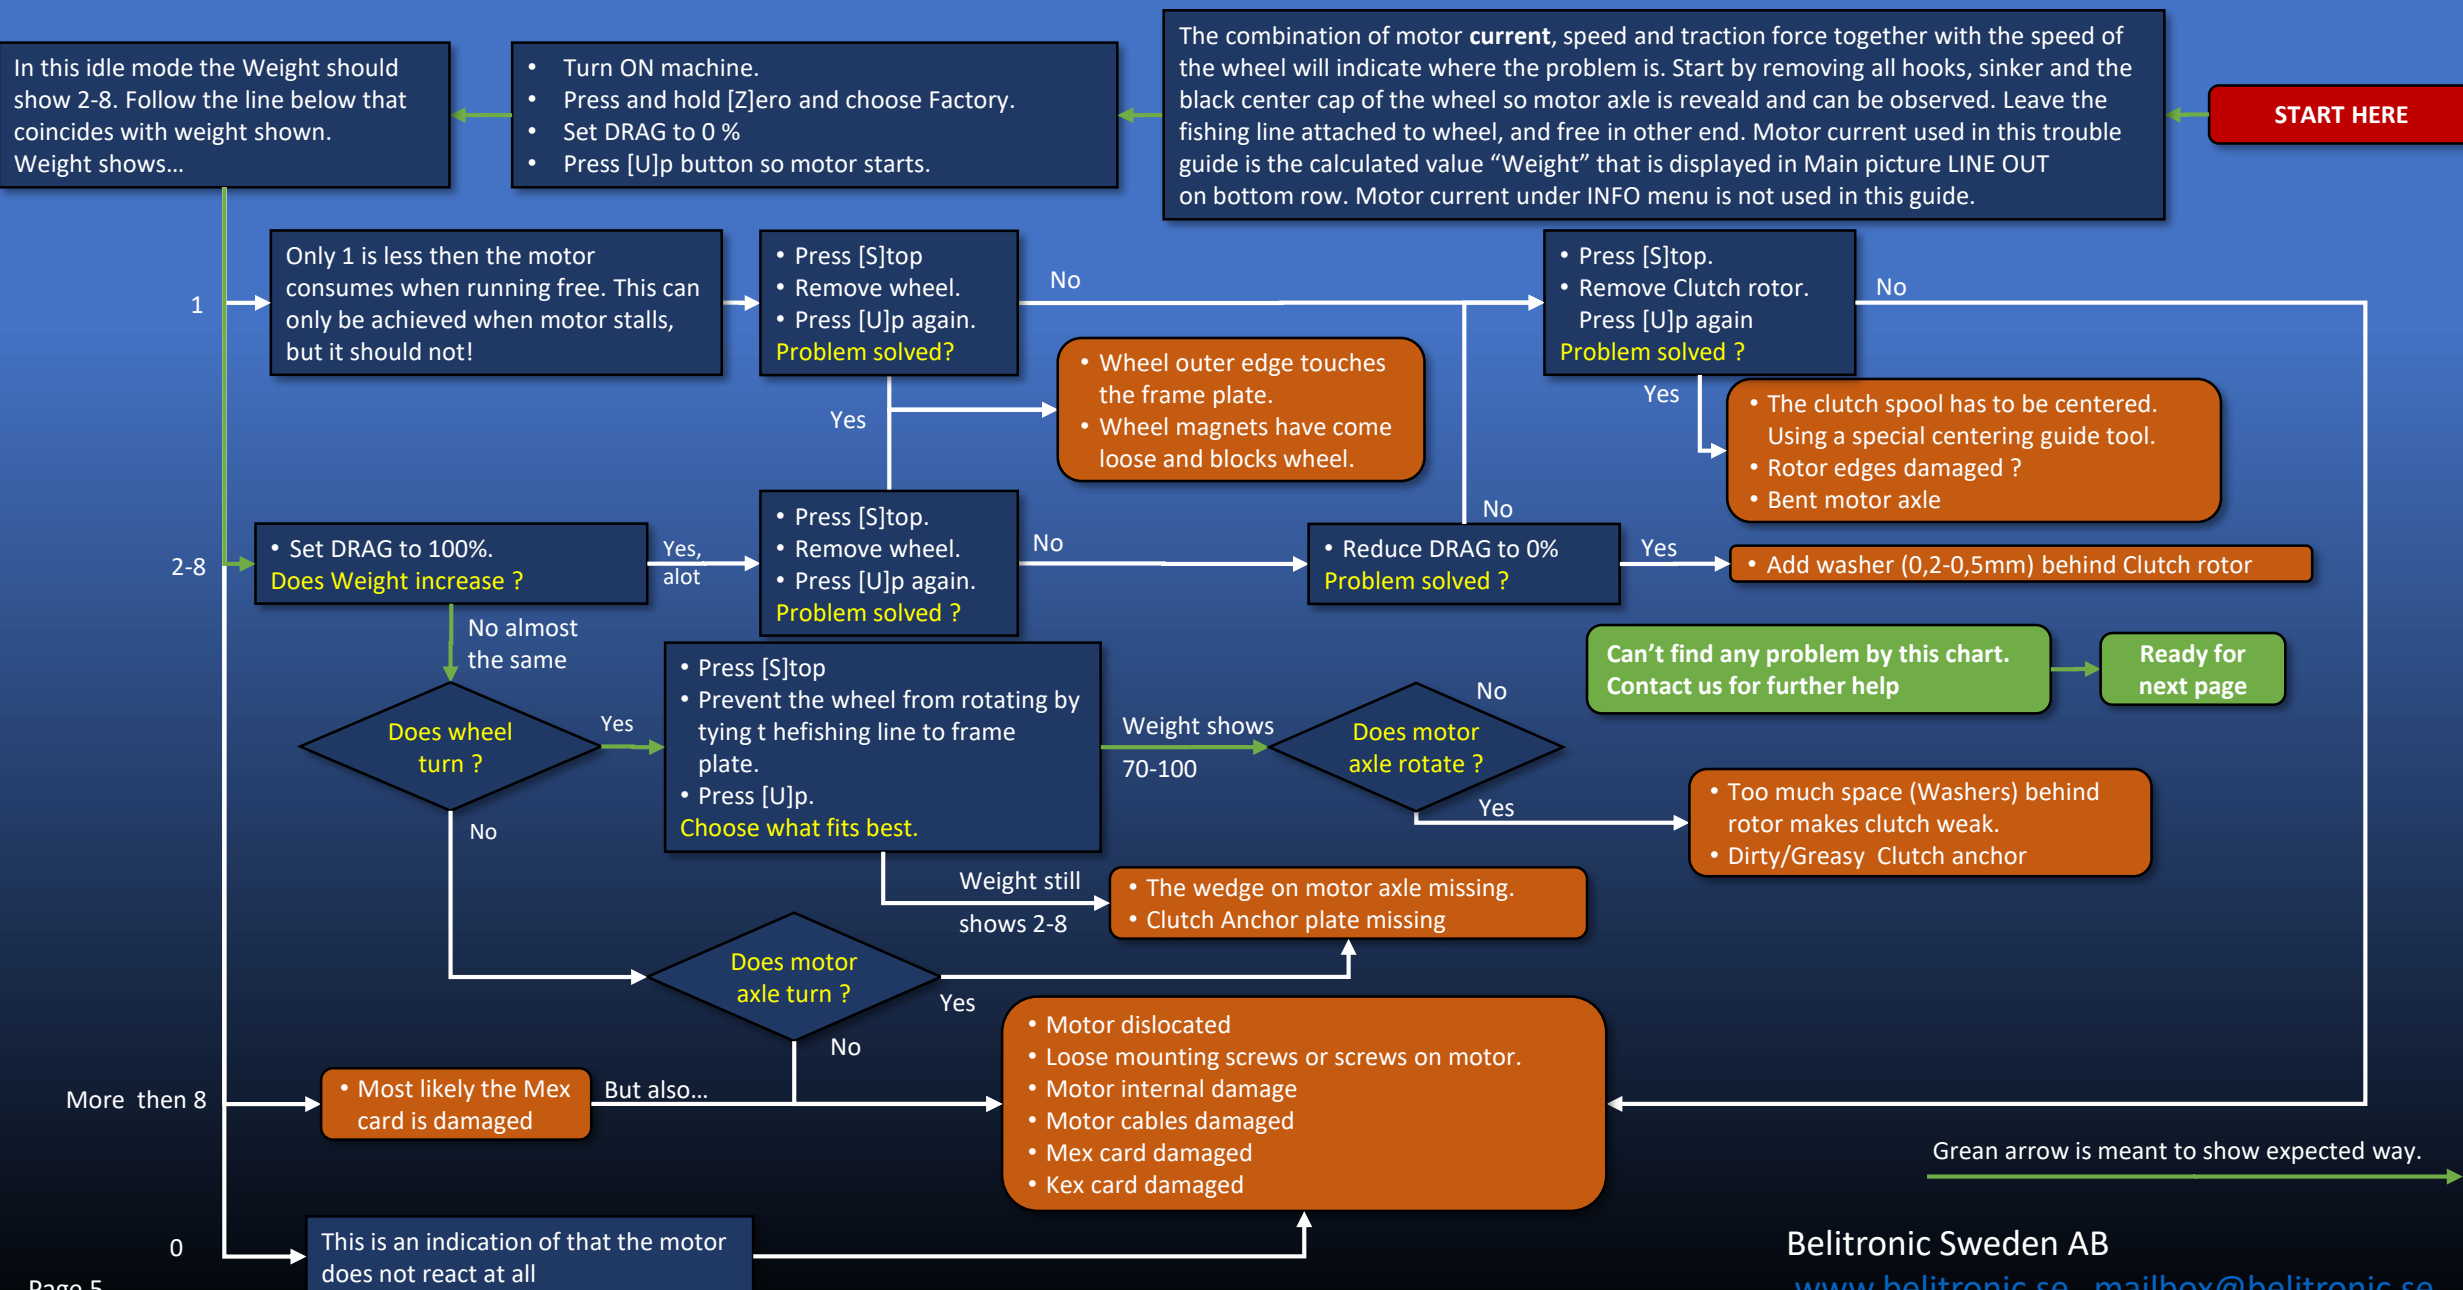 START HERE
The combination of motor current, speed and traction force together with the speed of
the wheel will indicate where the problem is. Start by removing all hooks, sinker and the
black center cap of the wheel so motor axle is reveald and can be observed. Leave the
fishing line attached to wheel, and free in other end. Motor current used in this trouble
guide is the calculated value “Weight” that is displayed in Main picture LINE OUT
on bottom row. Motor current under INFO menu is not used in this guide.
• Turn ON machine.
• Press and hold [Z]ero and choose Factory.
• Set DRAG to 0 %
• Press [U]p button so motor starts.
In this idle mode the Weight should
show 2-8. Follow the line below that
coincides with weight shown.
Weight shows...
1
Only 1 is less then the motor
consumes when running free. This can
only be achieved when motor stalls,
but it should not!
• Press [S]top
• Remove wheel.
• Press [U]p again.
Problem solved?
No
Yes
• Wheel outer edge touches
the frame plate.
• Wheel magnets have come
loose and blocks wheel.
• Press [S]top.
• Remove Clutch rotor.
Press [U]p again
Problem solved ?
No
Yes
• The clutch spool has to be centered.
Using a special centering guide tool.
• Rotor edges damaged ?
• Bent motor axle
2-8
• Set DRAG to 100%.
Does Weight increase ?
Yes,
alot
• Press [S]top.
• Remove wheel.
• Press [U]p again.
Problem solved ?
No
No
• Reduce DRAG to 0%
Problem solved ?
Yes
• Add washer (0,2-0,5mm) behind Clutch rotor
No almost
the same
Does wheel
turn ?
Yes
No
• Press [S]top
• Prevent the wheel from rotating by
tying t hefishing line to frame
plate.
• Press [U]p.
Choose what fits best.
Weight shows
70-100
Does motor
axle rotate ?
No
Yes
Can’t find any problem by this chart.
Contact us for further help
Ready for
next page
• Too much space (Washers) behind
rotor makes clutch weak.
• Dirty/Greasy Clutch anchor
Weight still
shows 2-8
• The wedge on motor axle missing.
• Clutch Anchor plate missing
Does motor
axle turn ?
Yes
No
More then 8
• Most likely the Mex
card is damaged
But also...
• Motor dislocated
• Loose mounting screws or screws on motor.
• Motor internal damage
• Motor cables damaged
• Mex card damaged
• Kex card damaged
Grean arrow is meant to show expected way.
0
This is an indication of that the motor
does not react at all
Belitronic Sweden AB
www.belitronic.se mailbox@belitronic.se
Page 5